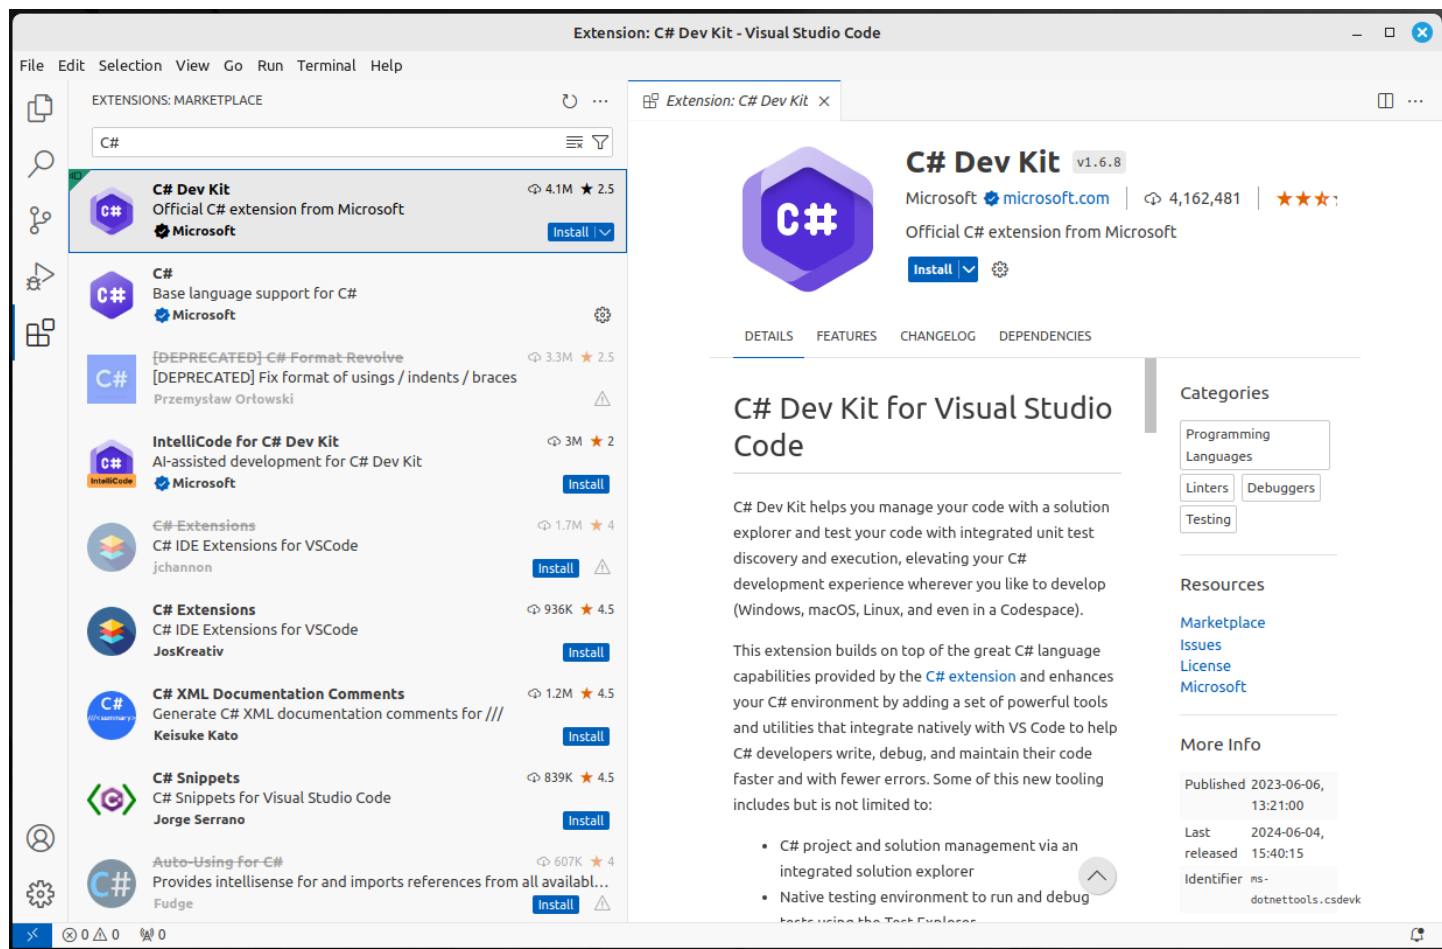 Extension: C# Dev Kit - Visual Studio Code
File Edit Selection View Go Run Terminal Help
EXTENSIONS: MARKETPLACE
C#
C# Dev Kit 4.1M ★ 2.5
Official C# extension from Microsoft
Microsoft Install
C#
Base language support for C#
Microsoft
[DEPRECATED] C# Format Revolve 3.3M ★ 2.5
[DEPRECATED] Fix format of usings / indents / braces
Przemysław Orłowski
IntelliCode for C# Dev Kit 3M ★ 2
AI-assisted development for C# Dev Kit
Microsoft Install
C# Extensions 1.7M ★ 4
C# IDE Extensions for VSCode
jchannon Install
C# Extensions 936K ★ 4.5
C# IDE Extensions for VSCode
JosKreativ Install
C# XML Documentation Comments 1.2M ★ 4.5
Generate C# XML documentation comments for ///
Keisuke Kato Install
C# Snippets 839K ★ 4.5
C# Snippets for Visual Studio Code
Jorge Serrano Install
Auto-Using for C# 607K ★ 4
Provides intellisense for and imports references from all availabl...
Fudge Install
C#
C#
C#
C#
IntelliCode
C#
///<summary>
C
C#
Extension: C# Dev Kit
C#
C# Dev Kit v1.6.8
Microsoft microsoft.com 4,162,481
Official C# extension from Microsoft
Install
DETAILS FEATURES CHANGELOG DEPENDENCIES
C# Dev Kit for Visual Studio
Code
C# Dev Kit helps you manage your code with a solution
explorer and test your code with integrated unit test
discovery and execution, elevating your C#
development experience wherever you like to develop
(Windows, macOS, Linux, and even in a Codespace).
This extension builds on top of the great C# language
capabilities provided by the C# extension and enhances
your C# environment by adding a set of powerful tools
and utilities that integrate natively with VS Code to help
C# developers write, debug, and maintain their code
faster and with fewer errors. Some of this new tooling
includes but is not limited to:
• C# project and solution management via an
integrated solution explorer
• Native testing environment to run and debug
tests using the Test Explorer
Categories
Programming
Languages
Linters Debuggers
Testing
Resources
Marketplace
Issues
License
Microsoft
More Info
Published 2023-06-06,
13:21:00
Last 2024-06-04,
released 15:40:15
Identifier ms-
dotnettools.csdevk
0 0 0